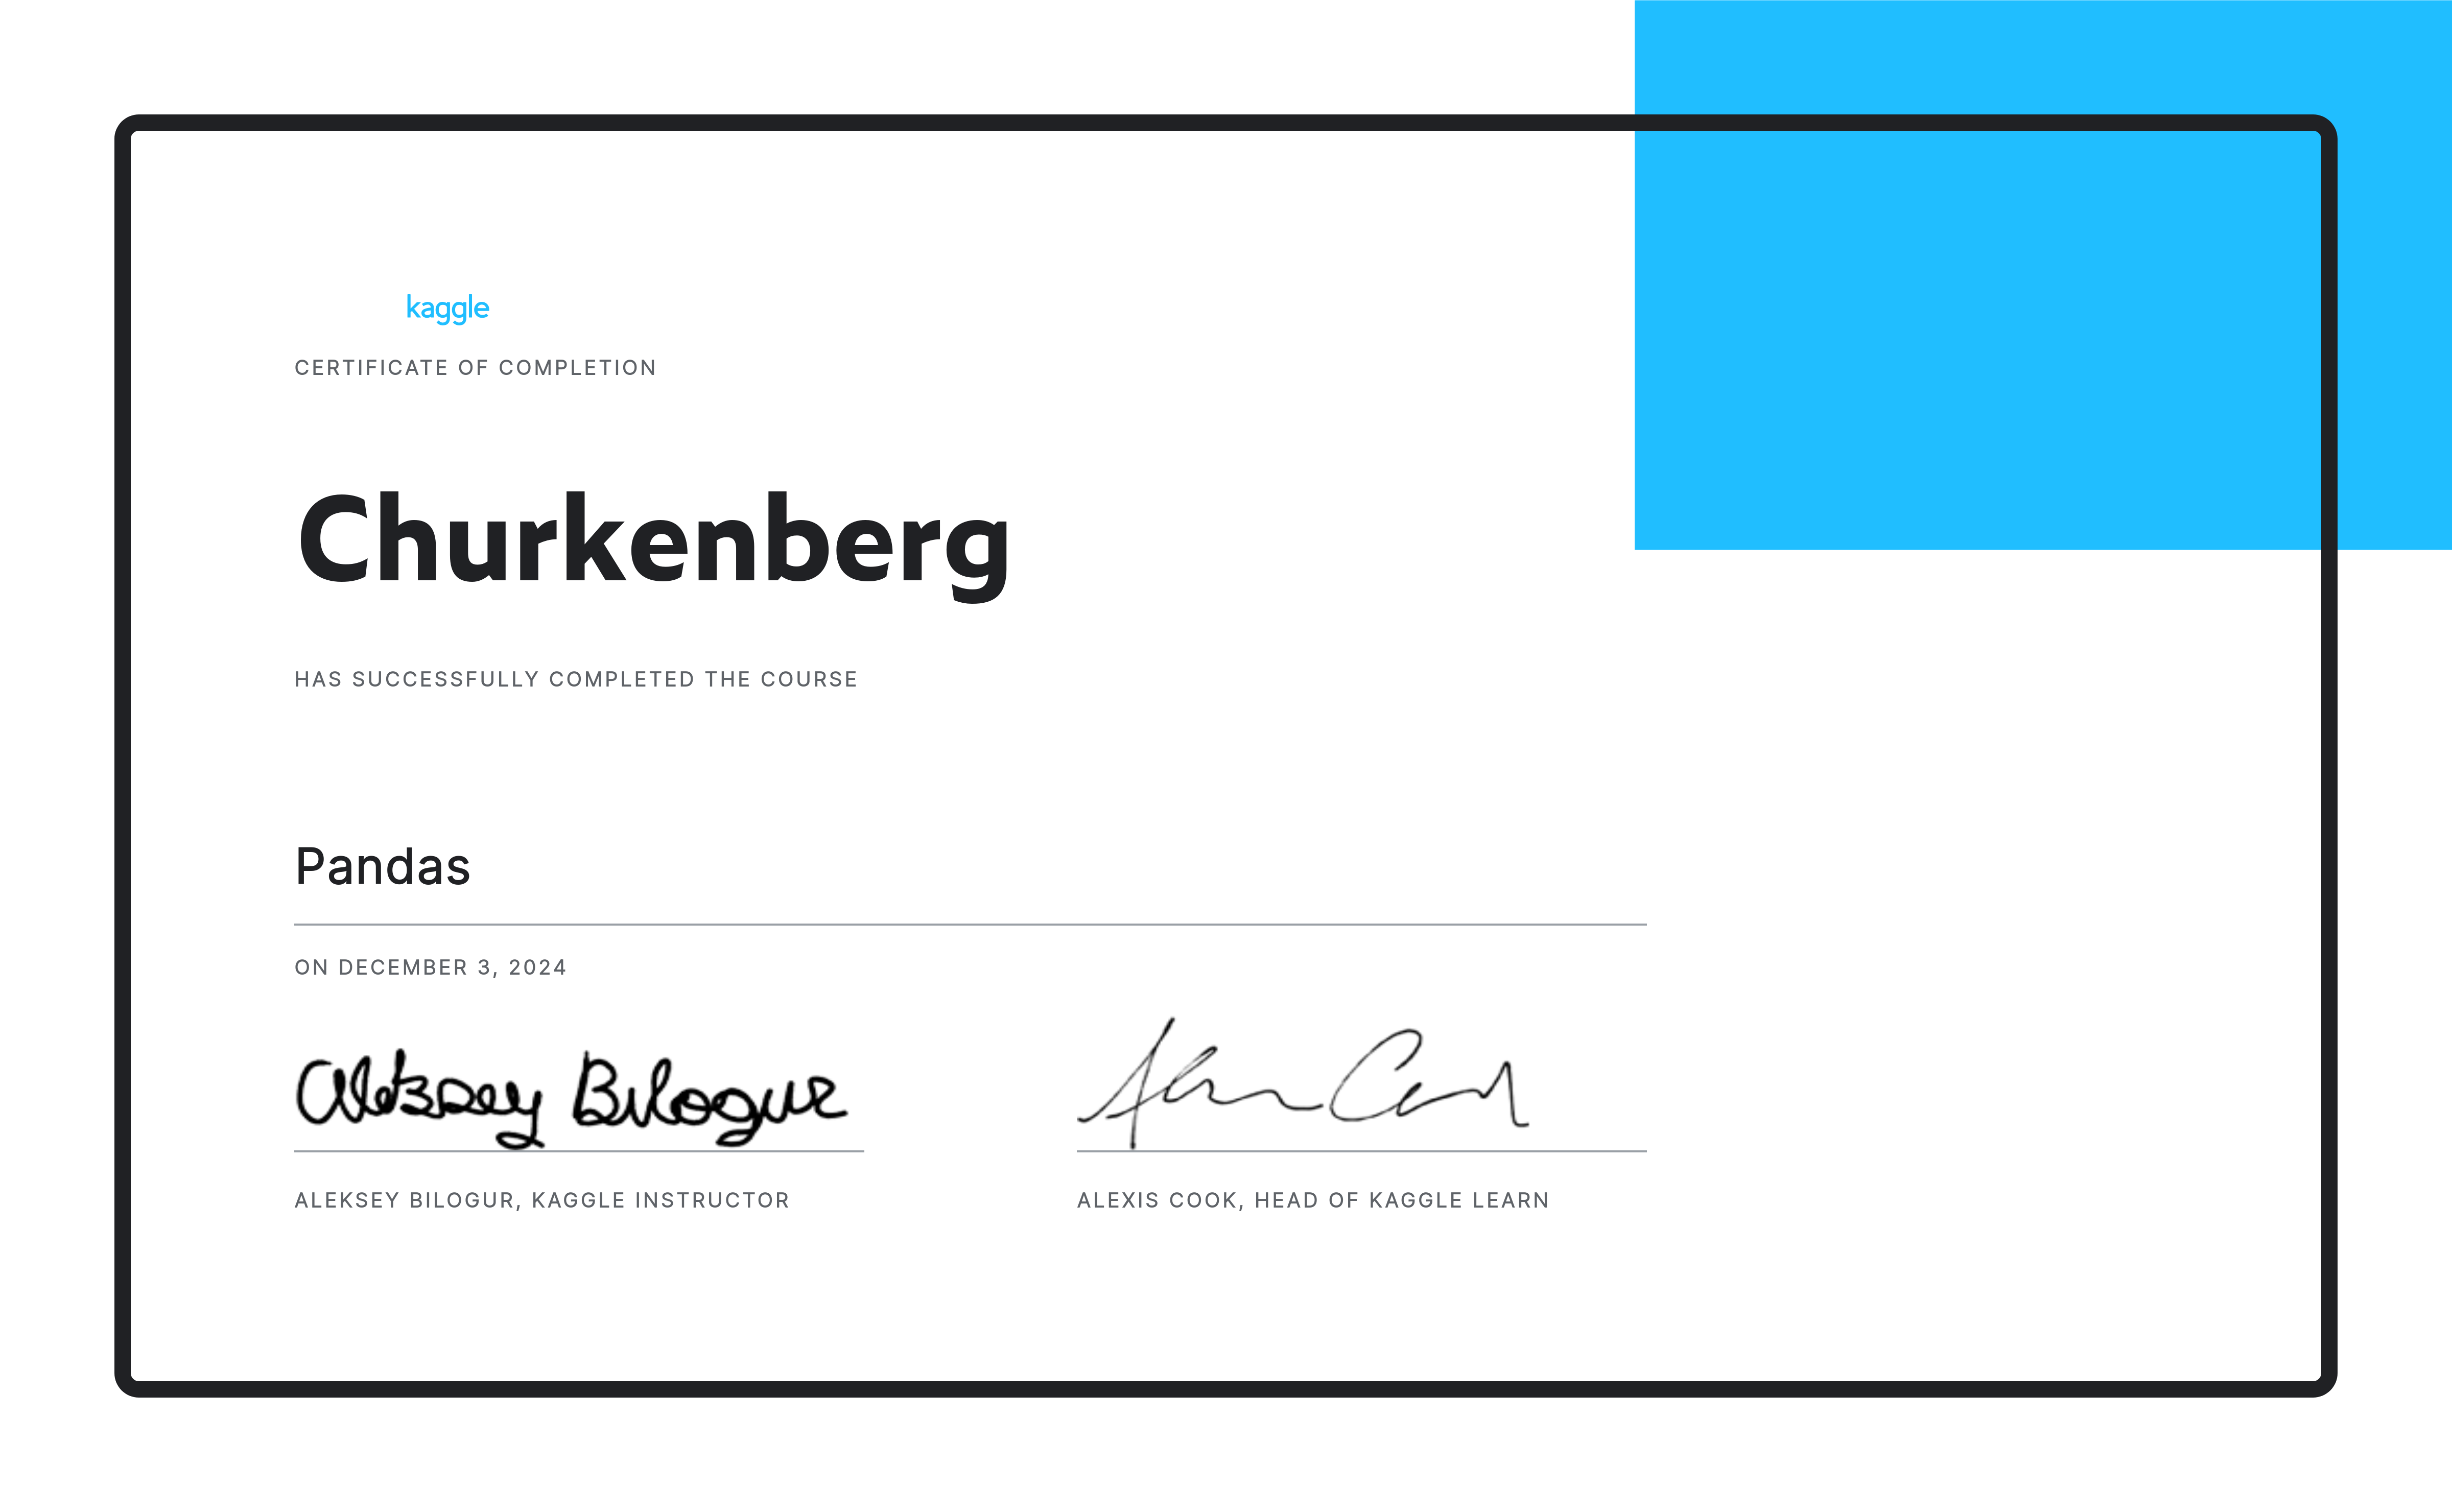 kaggle
CERTIFICATE OF COMPLETION
Churkenberg
HAS SUCCESSFULLY COMPLETED THE COURSE
Pandas
ON DECEMBER 3, 2024
Aleksey Bilogur
ALEKSEY BILOGUR, KAGGLE INSTRUCTOR
ALEXIS COOK, HEAD OF KAGGLE LEARN